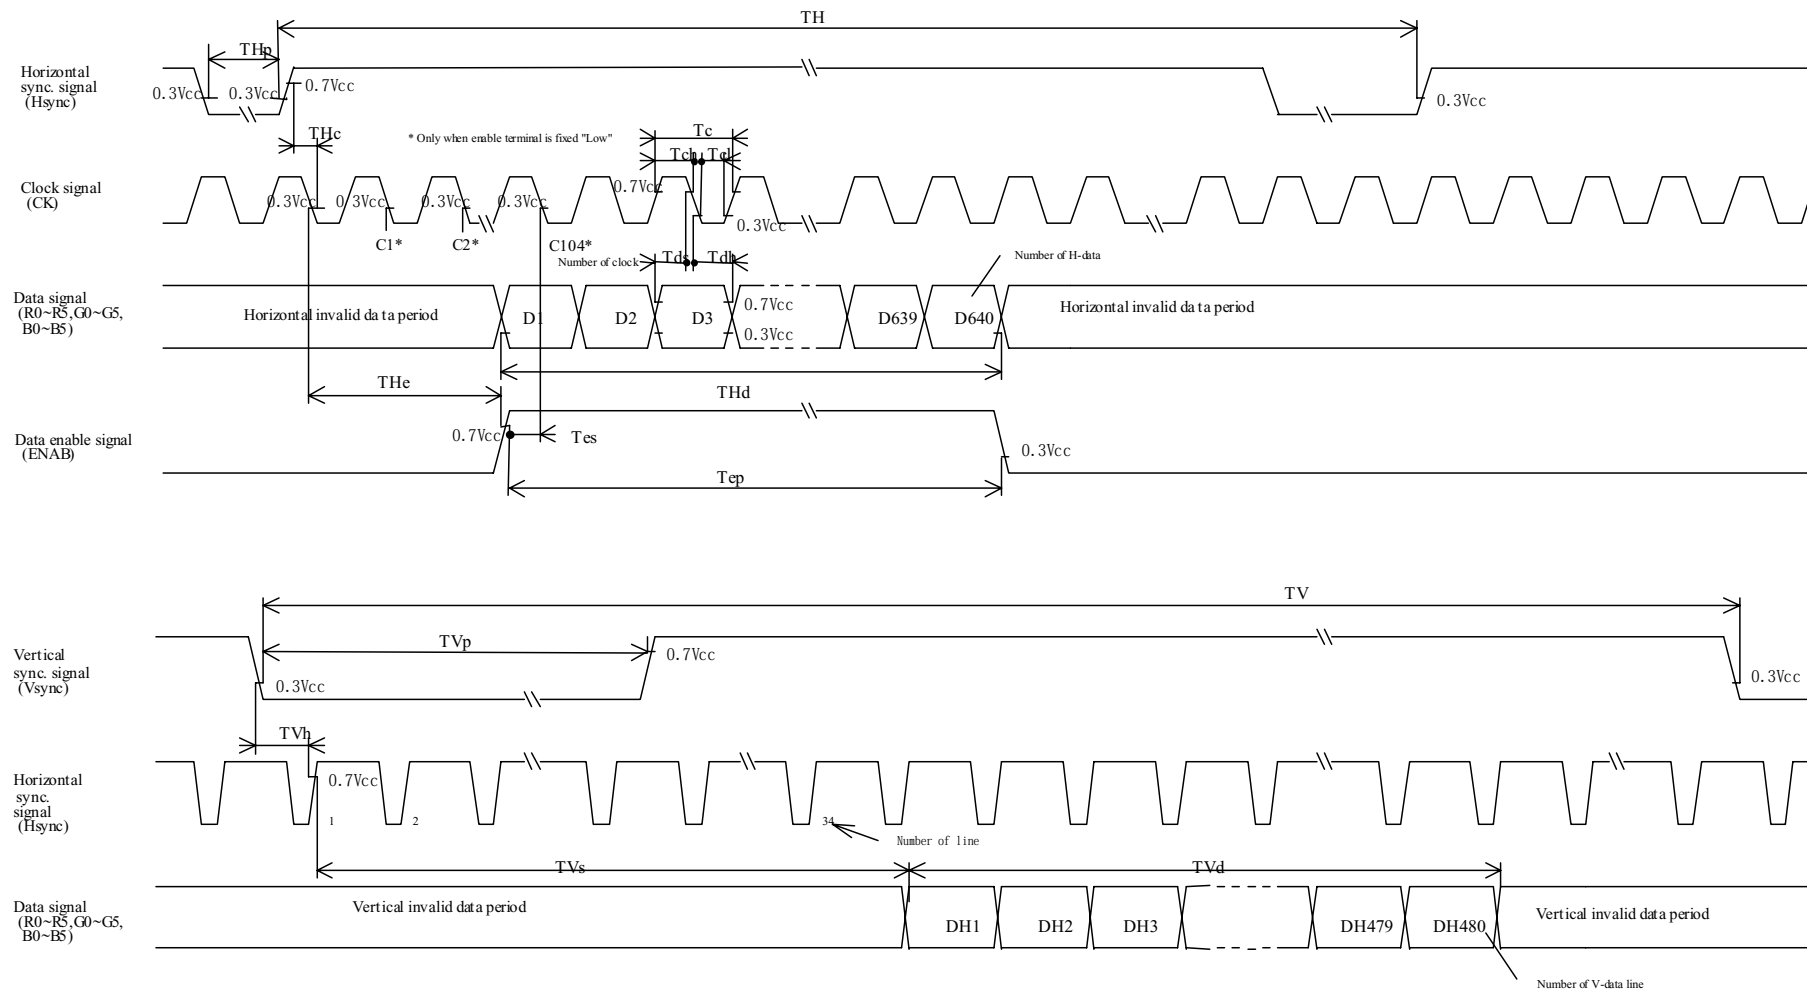 TH
THp
Horizontal
sync. signal
(Hsync)
0.3Vcc
0.3Vcc
0.7Vcc
0.3Vcc
THc
* Only when enable terminal is fixed "Low"
Tc
Tch
Tcl
Clock signal
(CK)
0.3Vcc
0.3Vcc
0.3Vcc
0.3Vcc
0.7Vcc
0.3Vcc
C1*
C2*
C104*
Number of clock
Tds
Tdh
Number of H-data
Data signal
(R0~R5,G0~G5,
B0~B5)
Horizontal invalid data period
D1
D2
D3
0.7Vcc
0.3Vcc
D639
D640
Horizontal invalid data period
THe
THd
Data enable signal
(ENAB)
0.7Vcc
Tes
0.3Vcc
Tep
TV
TVp
Vertical
sync. signal
(Vsync)
0.3Vcc
0.7Vcc
0.3Vcc
TVh
Horizontal
sync.
signal
(Hsync)
0.7Vcc
1
2
34
Number of line
TVs
TVd
Data signal
(R0~R5,G0~G5,
B0~B5)
Vertical invalid data period
DH1
DH2
DH3
DH479
DH480
Vertical invalid data period
Number of V-data line